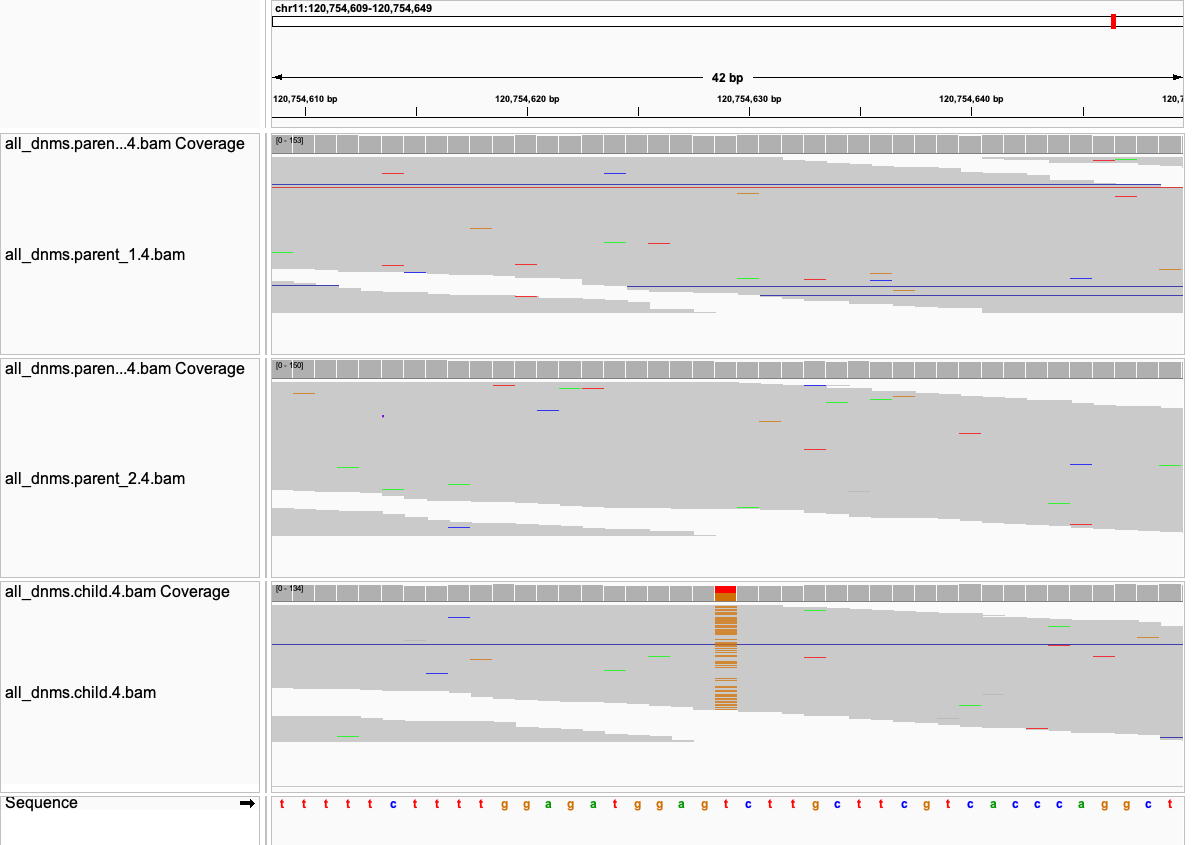 chr11:120,754,609-120,754,649
42 bp
120,754,610 bp 120,754,620 bp 120,754,630 bp 120,754,640 bp 120,7
all_dnms.paren...4.bam Coverage [0 - 153]
all_dnms.parent_1.4.bam
all_dnms.paren...4.bam Coverage [0 - 150]
all_dnms.parent_2.4.bam
all_dnms.child.4.bam Coverage [0 - 134]
all_dnms.child.4.bam
Sequence t t t t t c t t t t g g a g a t g g a g t c t t g c t t c g t c a c c c a g g c t